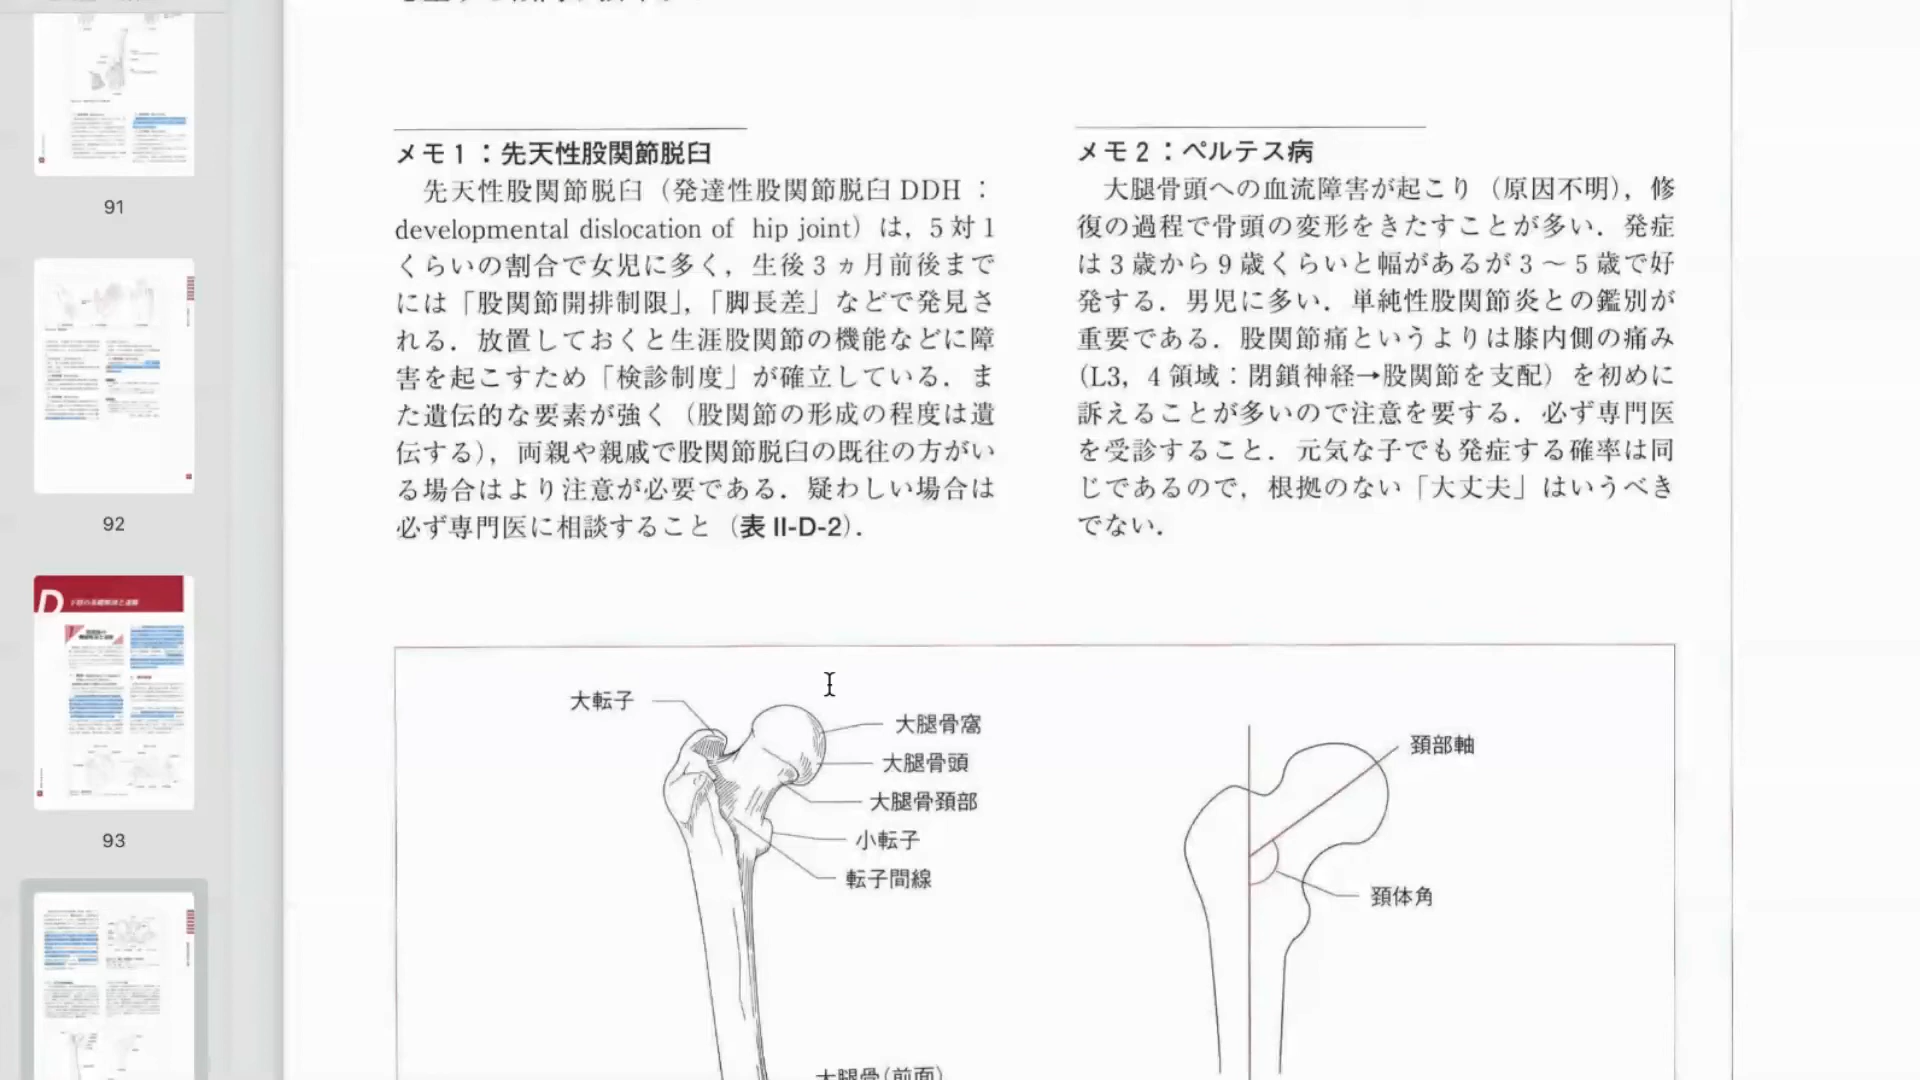 メモ1：先天性股関節脱臼
先天性股関節脱臼（発達性股関節脱臼 DDH：
developmental dislocation of hip joint）は，5対1
くらいの割合で女児に多く，生後3ヵ月前後まで
には「股関節開排制限」，「脚長差」などで発見さ
れる．放置しておくと生涯股関節の機能などに障
害を起こすため「検診制度」が確立している．ま
た遺伝的な要素が強く（股関節の形成の程度は遺
伝する），両親や親戚で股関節脱臼の既往の方がい
る場合はより注意が必要である．疑わしい場合は
必ず専門医に相談すること（表 II-D-2）．
メモ2：ペルテス病
大腿骨頭への血流障害が起こり（原因不明），修
復の過程で骨頭の変形をきたすことが多い．発症
は3歳から9歳くらいと幅があるが3～5歳で好
発する．男児に多い．単純性股関節炎との鑑別が
重要である．股関節痛というよりは膝内側の痛み
(L3，4領域：閉鎖神経→股関節を支配）を初めに
訴えることが多いので注意を要する．必ず専門医
を受診すること．元気な子でも発症する確率は同
じであるので，根拠のない「大丈夫」はいうべき
でない．
大転子
大腿骨窩
大腿骨頭
大腿骨頚部
小転子
転子間線
大腿骨(前面)
頚部軸
頚体角
91
92
93
D